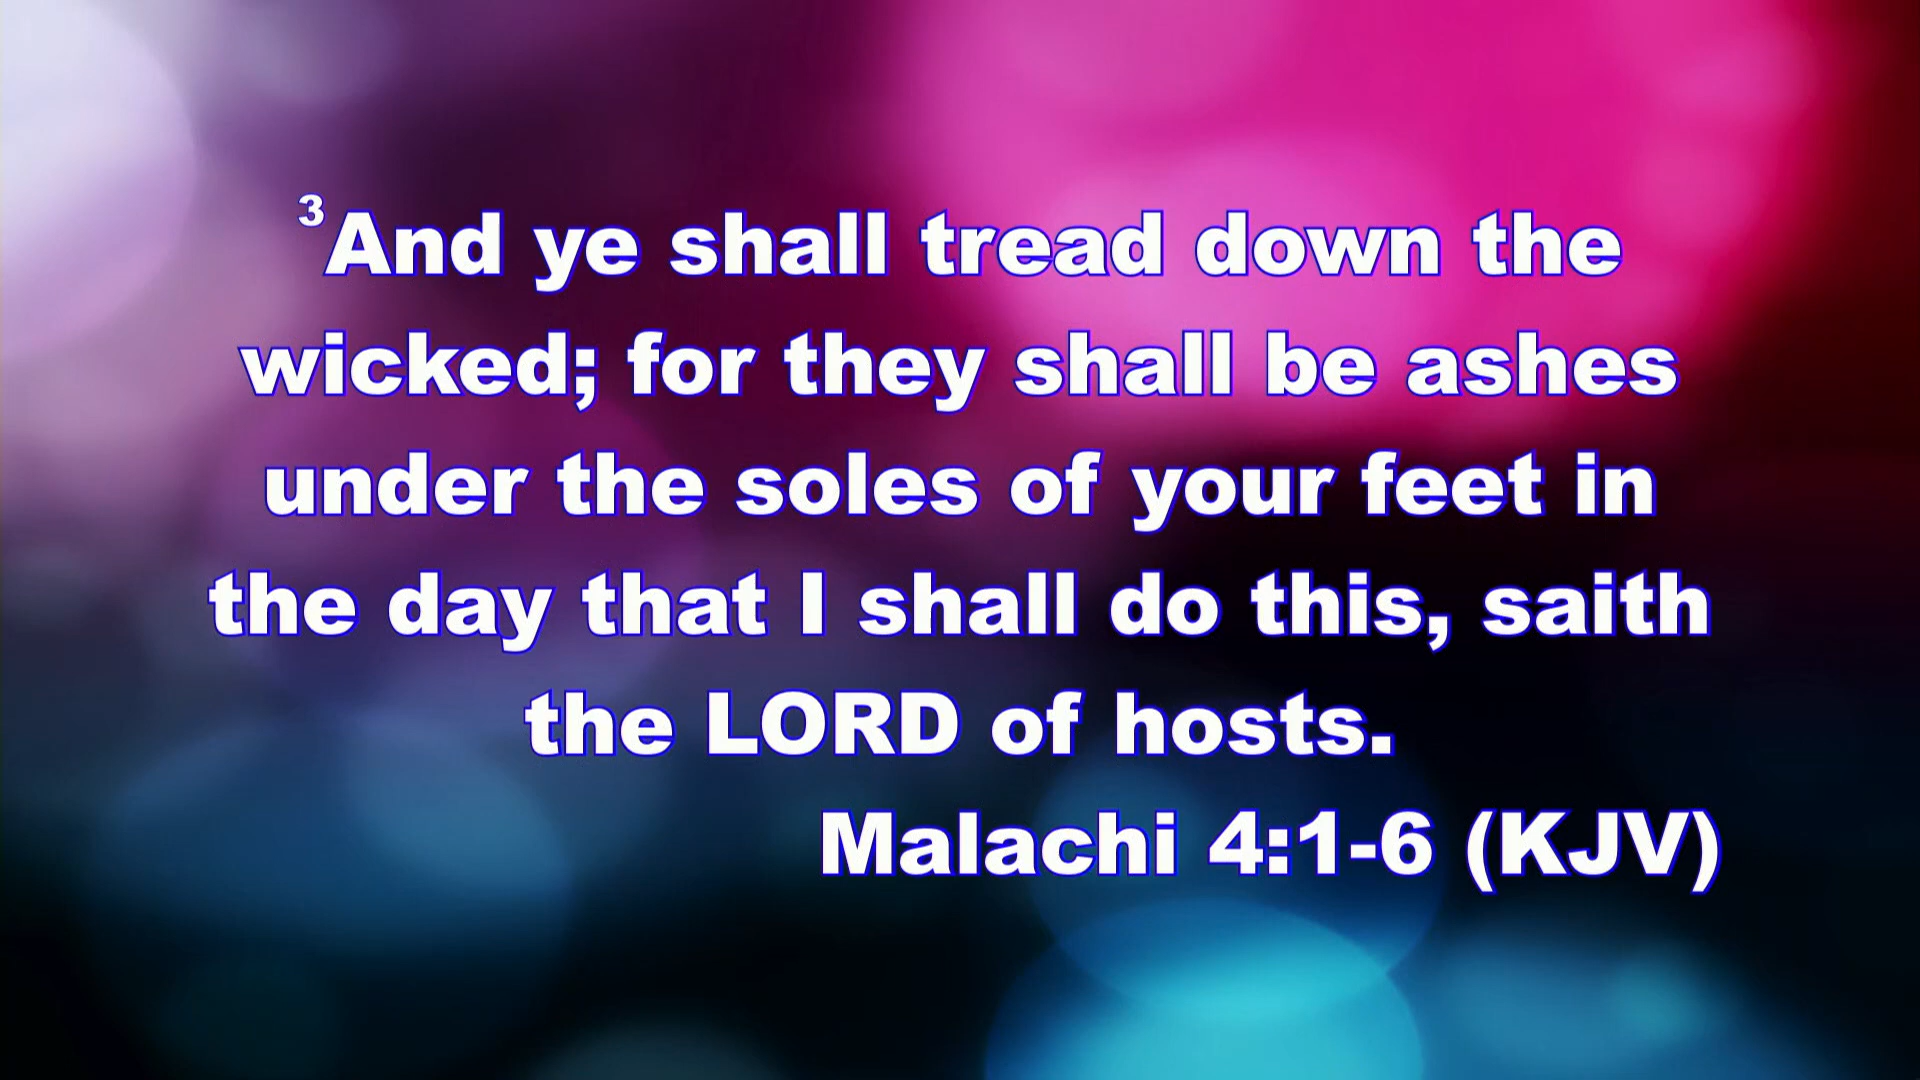 3And ye shall tread down the
wicked; for they shall be ashes
under the soles of your feet in
the day that I shall do this, saith
the LORD of hosts.
Malachi 4:1-6 (KJV)